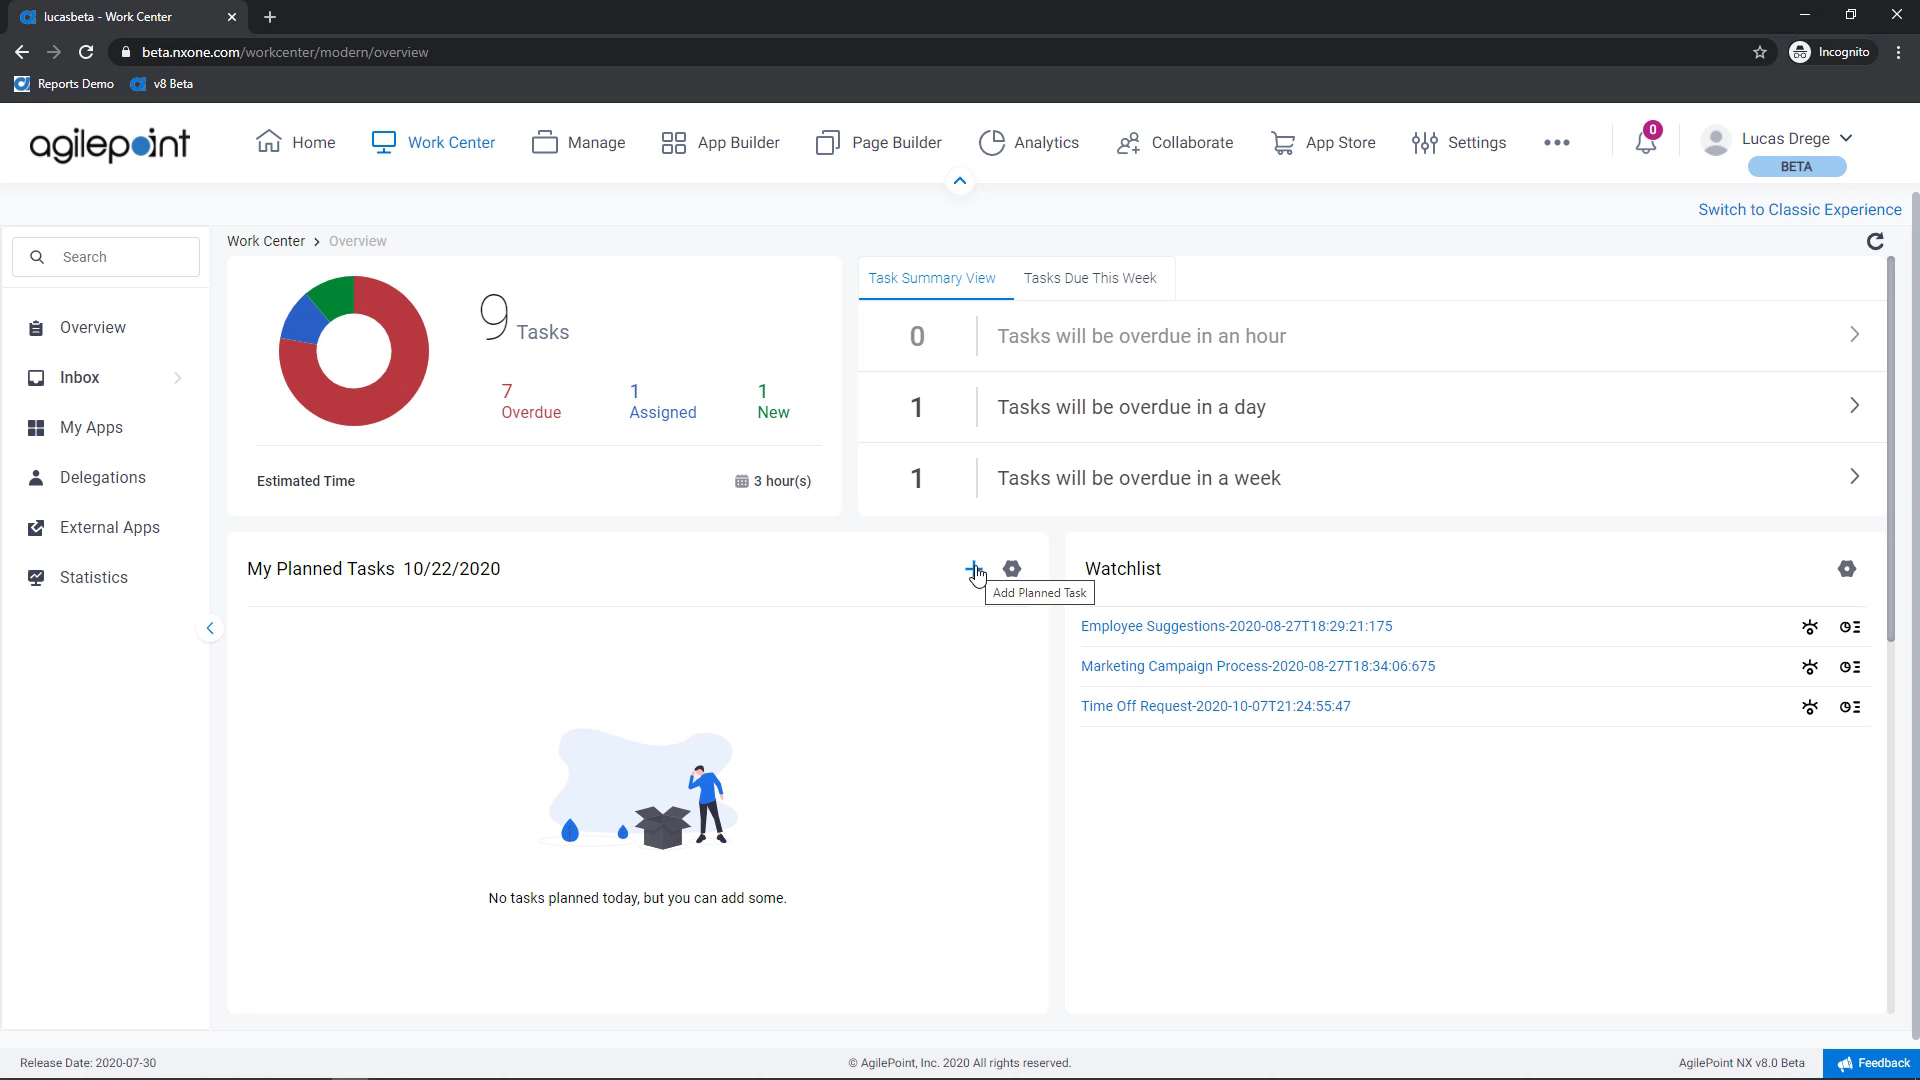 lucasbeta - Work Center
beta.nxone.com/workcenter/modern/overview
Incognito
Reports Demo
v8 Beta
agilepoint
Home
Work Center
Manage
App Builder
Page Builder
Analytics
Collaborate
App Store
Settings
0
Lucas Drege
BETA
Switch to Classic Experience
Search
Overview
Inbox
My Apps
Delegations
External Apps
Statistics
Work Center > Overview
9 Tasks
7
Overdue
1
Assigned
1
New
Estimated Time
3 hour(s)
Task Summary View
Tasks Due This Week
0 Tasks will be overdue in an hour
1 Tasks will be overdue in a day
1 Tasks will be overdue in a week
My Planned Tasks 10/22/2020
Add Planned Task
No tasks planned today, but you can add some.
Watchlist
Employee Suggestions-2020-08-27T18:29:21:175
Marketing Campaign Process-2020-08-27T18:34:06:675
Time Off Request-2020-10-07T21:24:55:47
Release Date: 2020-07-30
© AgilePoint, Inc. 2020 All rights reserved.
AgilePoint NX v8.0 Beta
Feedback